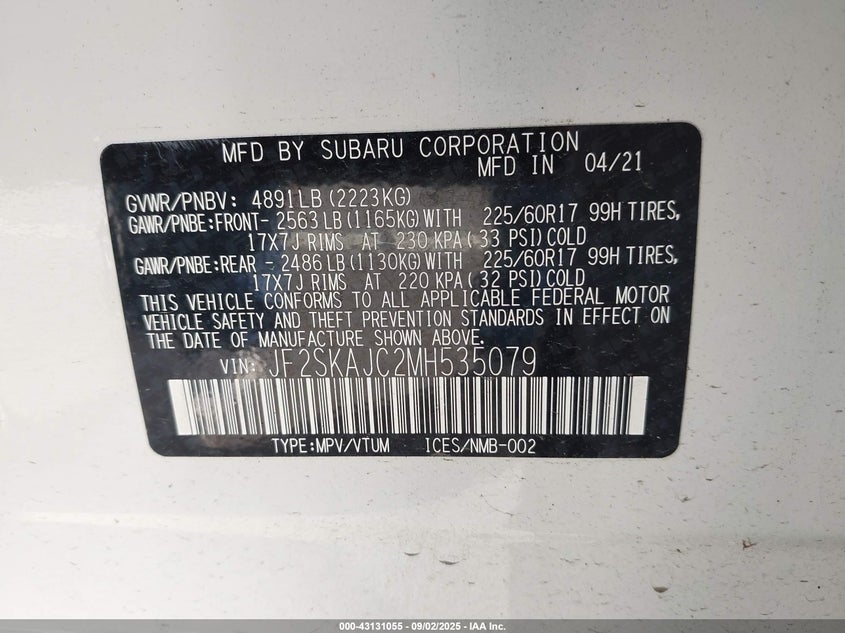 MFD BY SUBARU CORPORATION
MFD IN 04/21
GVWR/PNBV: 4891LB (2223KG)
GAWR/PNBE:FRONT- 2563 LB (1165KG) WITH 225/60R17 99H TIRES,
17X7J RIMS AT 230 KPA ( 33 PSI) COLD
GAWR/PNBE:REAR - 2486 LB (1130KG) WITH 225/60R17 99H TIRES,
17X7J RIMS AT 220 KPA ( 32 PSI) COLD
THIS VEHICLE CONFORMS TO ALL APPLICABLE FEDERAL MOTOR
VEHICLE SAFETY AND THEFT PREVENTION STANDARDS IN EFFECT ON
THE DATE OF MANUFACTURE SHOWN ABOVE.
VIN: JF2SKAJC2MH535079
TYPE:MPV/VTUM ICES/NMB-002
000-43131055 - 09/02/2025 - IAA Inc.